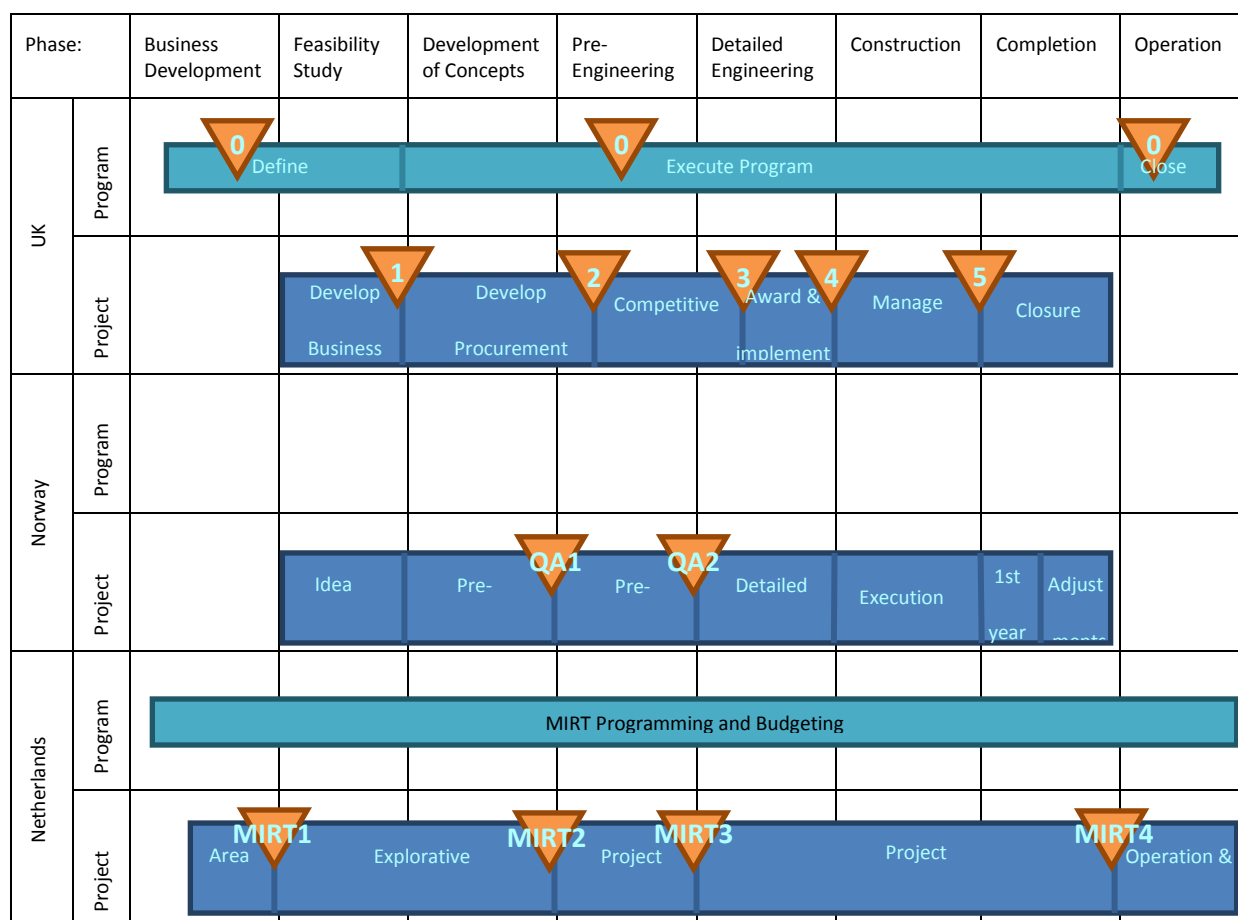 Phase:
Business
Development
Feasibility
Study
Development
of Concepts
Pre-
Engineering
Detailed
Engineering
Construction
Completion
Operation
UK
Program
0
Define
0
Execute Program
0
Close
Project
1
2
3
4
5
Develop
Business
Develop
Procurement
Competitive
Award &
implement
Manage
Closure
Norway
Program
Project
QA1
QA2
Idea
Pre-
Pre-
Detailed
Execution
1st
year
Adjust
ments
Netherlands
Program
MIRT Programming and Budgeting
Project
MIRT1
MIRT2
MIRT3
MIRT4
Area
Explorative
Project
Project
Operation &